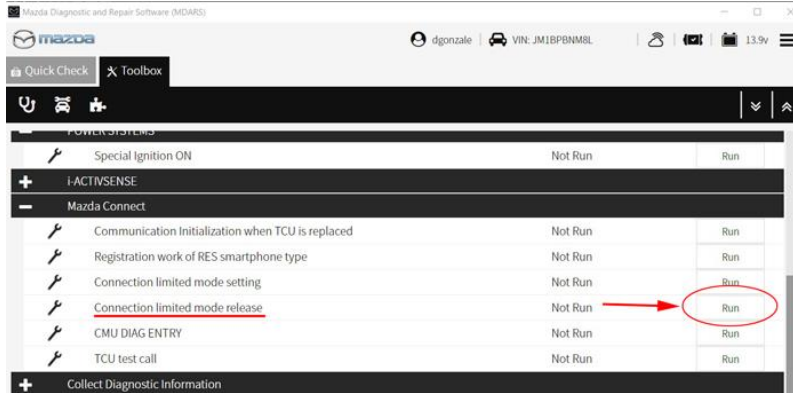 Mazda Diagnostic and Repair Software (MDARS)
mazda dgonzale VIN: JM1BPBNM8L 13.9v
Quick Check Toolbox
POWER SYSTEMS
Special Ignition ON Not Run Run
i-ACTIVSENSE
Mazda Connect
Communication Initialization when TCU is replaced Not Run Run
Registration work of RES smartphone type Not Run Run
Connection limited mode setting Not Run Run
Connection limited mode release Not Run Run
CMU DIAG ENTRY Not Run Run
TCU test call Not Run Run
Collect Diagnostic Information